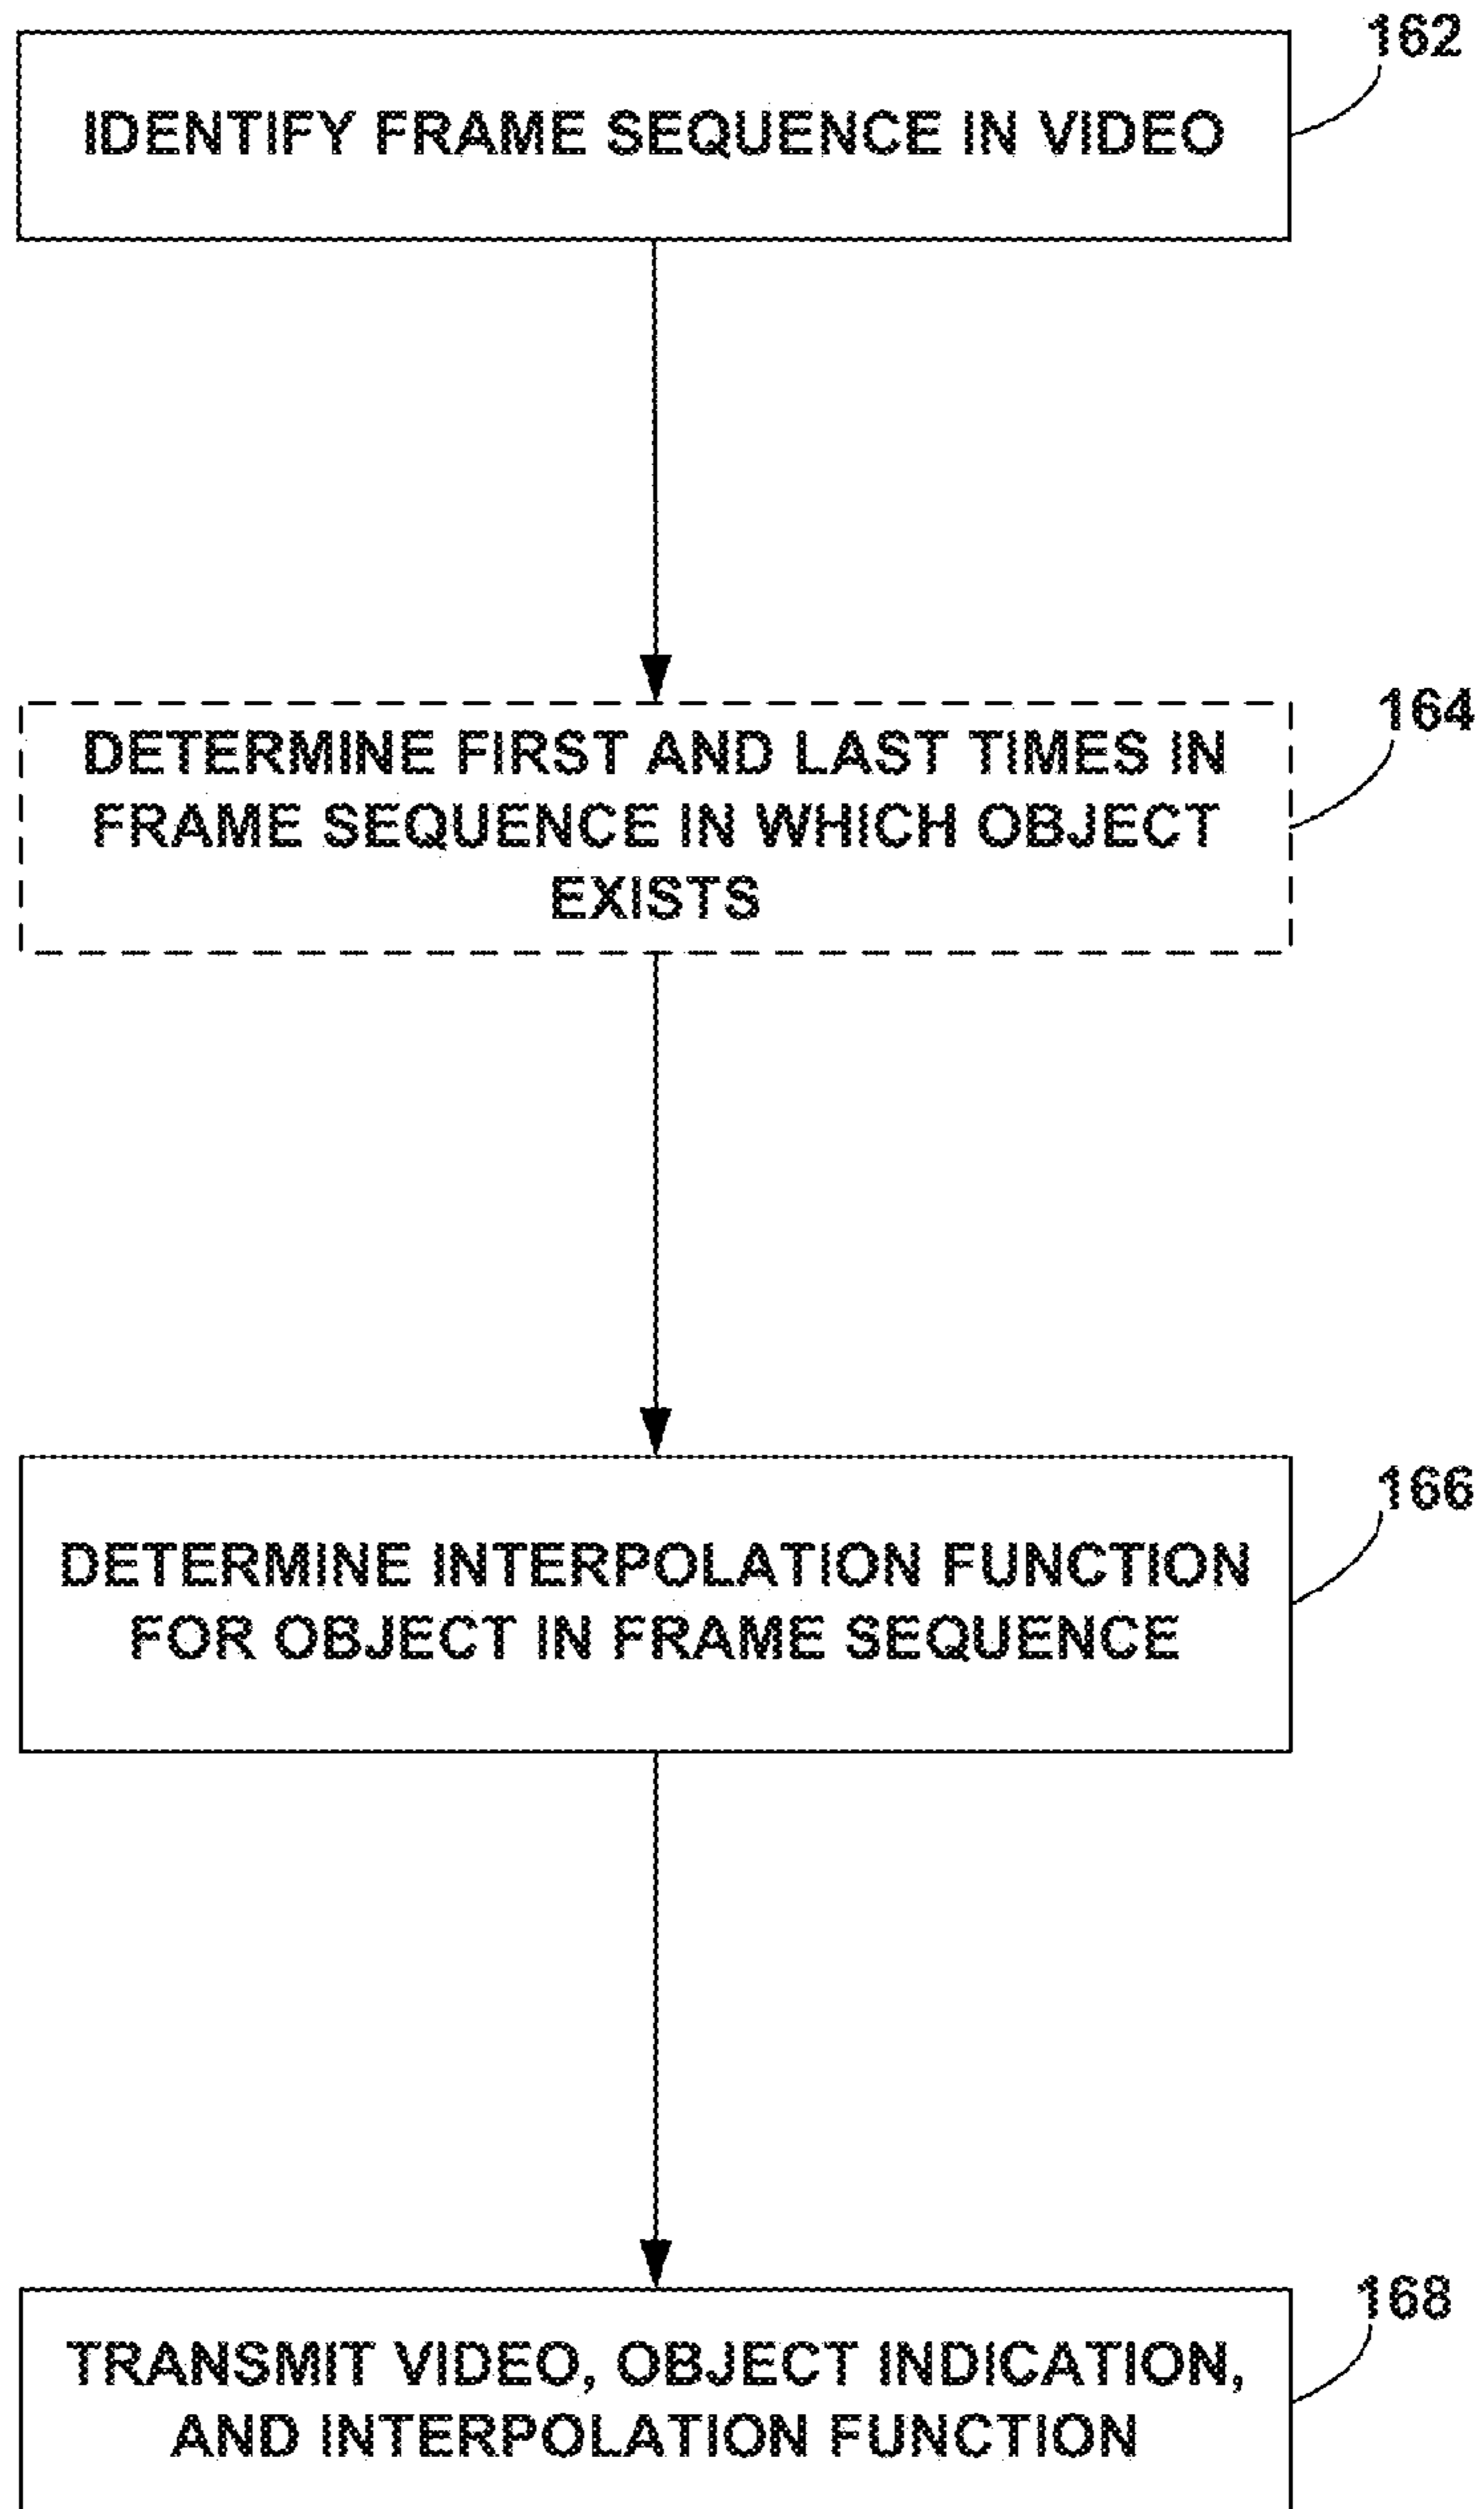 162
IDENTIFY FRAME SEQUENCE IN VIDEO
164
DETERMINE FIRST AND LAST TIMES IN
FRAME SEQUENCE IN WHICH OBJECT
EXISTS
166
DETERMINE INTERPOLATION FUNCTION
FOR OBJECT IN FRAME SEQUENCE
168
TRANSMIT VIDEO, OBJECT INDICATION,
AND INTERPOLATION FUNCTION